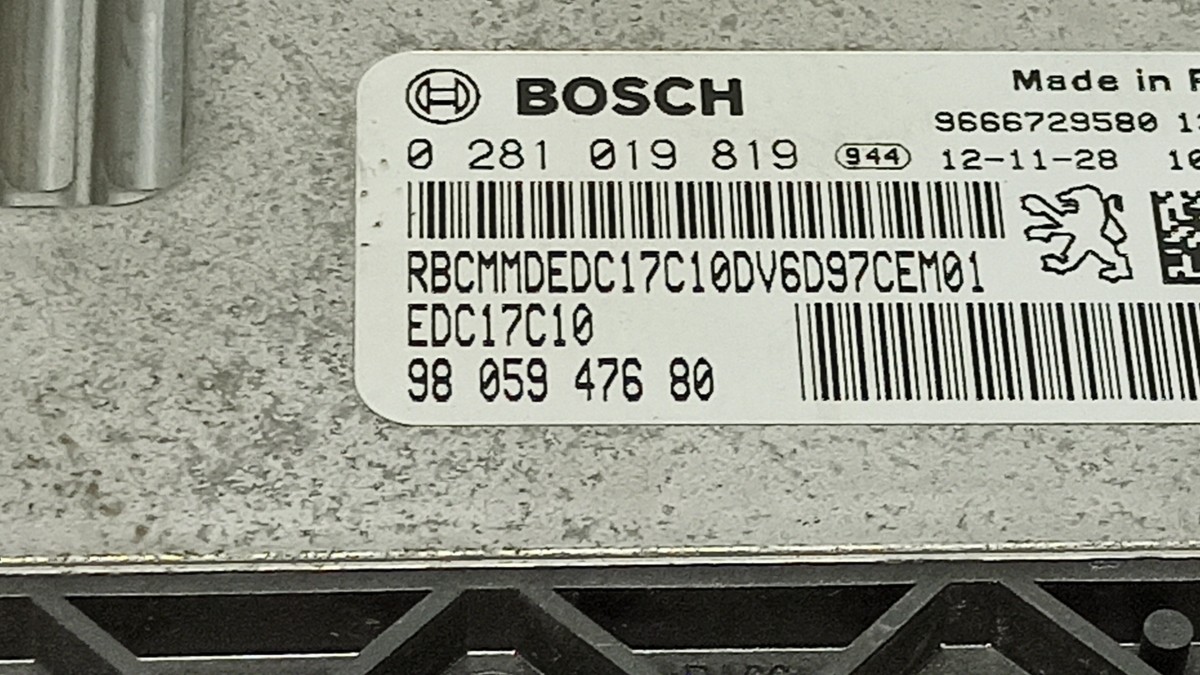 BOSCH
Made in
9666729580
0 281 019 819
944
12-11-28
RBCMMDEDC17C10DV6D97CEM01
EDC17C10
98 059 476 80